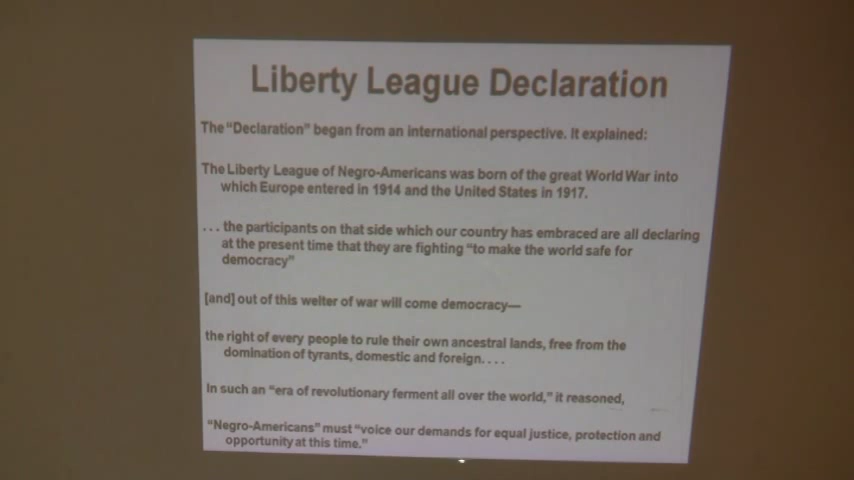 Liberty League Declaration
The “Declaration” began from an international perspective. It explained:
The Liberty League of Negro-Americans was born of the great World War into
which Europe entered in 1914 and the United States in 1917.
. . . the participants on that side which our country has embraced are all declaring
at the present time that they are fighting “to make the world safe for
democracy”
[and] out of this welter of war will come democracy—
the right of every people to rule their own ancestral lands, free from the
domination of tyrants, domestic and foreign. . . .
In such an “era of revolutionary ferment all over the world,” it reasoned,
“Negro-Americans” must “voice our demands for equal justice, protection and
opportunity at this time.”